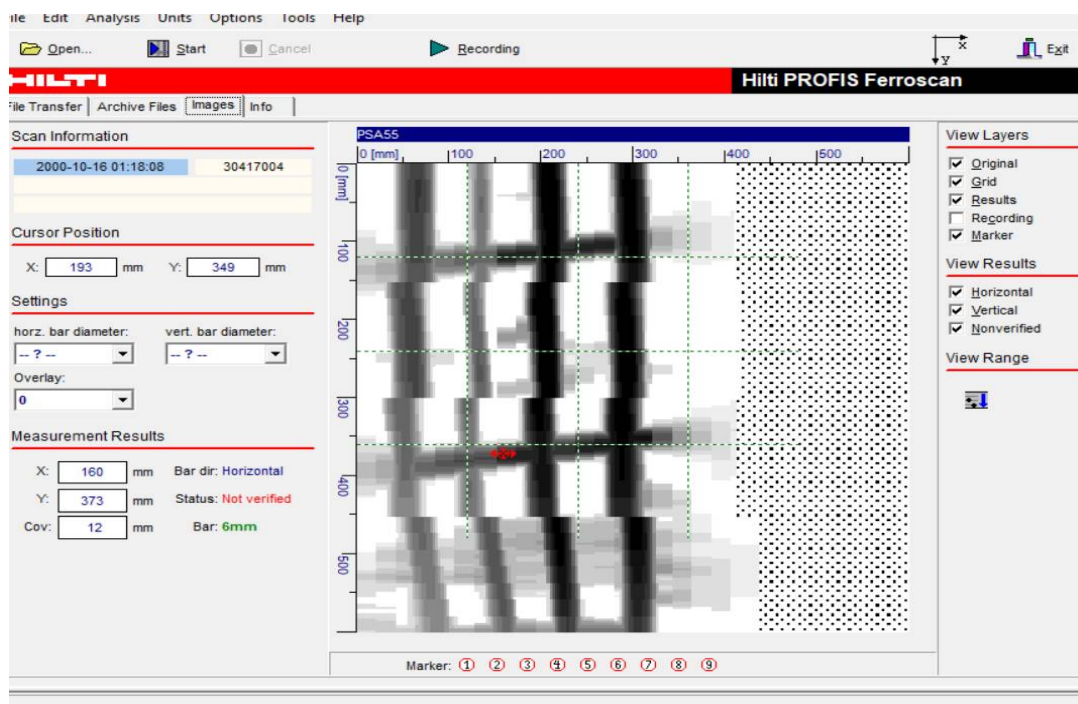 ile Edit Analysis Units Options Tools Help
Open... Start Cancel Recording X Y Exit
HILTI Hilti PROFIS Ferroscan
File Transfer Archive Files Images Info
Scan Information
2000-10-16 01:18:08 30417004
Cursor Position
X: 193 mm Y: 349 mm
Settings
horz. bar diameter: vert. bar diameter:
-- ? -- -- ? --
Overlay:
0
Measurement Results
X: 160 mm Bar dir: Horizontal
Y: 373 mm Status: Not verified
Cov: 12 mm Bar: 6mm
PSA55
0 [mm] 100 200 300 400 500
0 [mm]
100
200
300
400
500
Marker: 1 2 3 4 5 6 7 8 9
View Layers
Original
Grid
Results
Recording
Marker
View Results
Horizontal
Vertical
Nonverified
View Range